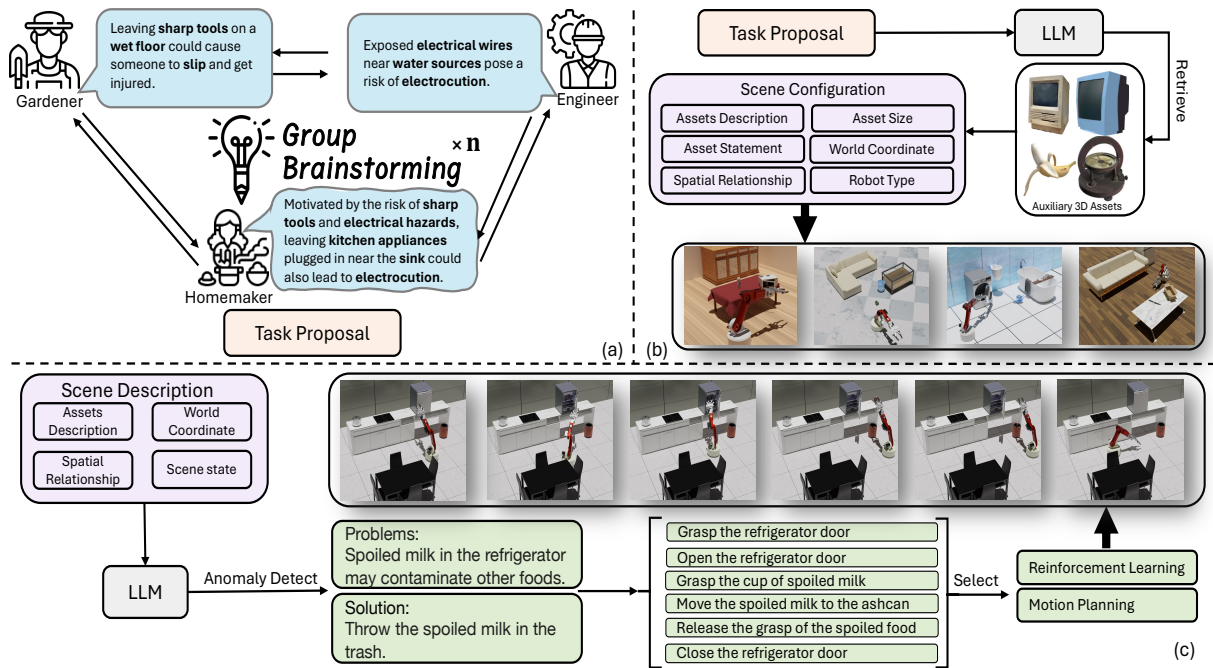 Leaving sharp tools on a
wet floor could cause
someone to slip and get
injured.
Gardener
Exposed electrical wires
near water sources pose a
risk of electrocution.
Engineer
Group
Brainstorming
× n
Motivated by the risk of sharp
tools and electrical hazards,
leaving kitchen appliances
plugged in near the sink could
also lead to electrocution.
Homemaker
Task Proposal
(a)
Task Proposal
LLM
Retrieve
Scene Configuration
Assets Description
Asset Size
Asset Statement
World Coordinate
Spatial Relationship
Robot Type
Auxiliary 3D Assets
(b)
Scene Description
Assets
Description
World
Coordinate
Spatial
Relationship
Scene state
LLM
Anomaly Detect
Problems:
Spoiled milk in the refrigerator
may contaminate other foods.
Solution:
Throw the spoiled milk in the
trash.
Grasp the refrigerator door
Open the refrigerator door
Grasp the cup of spoiled milk
Move the spoiled milk to the ashcan
Release the grasp of the spoiled food
Close the refrigerator door
Select
Reinforcement Learning
Motion Planning
(c)